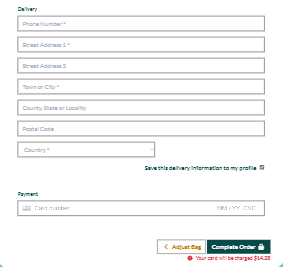 Delivery
Phone Number *
Street Address 1 *
Street Address 2
Town or City *
County, State or Locality
Postal Code
Country *
Save this delivery information to my profile
Payment
Card number MM / YY CVC
Adjust Bag Complete Order
Your card will be charged $14.28